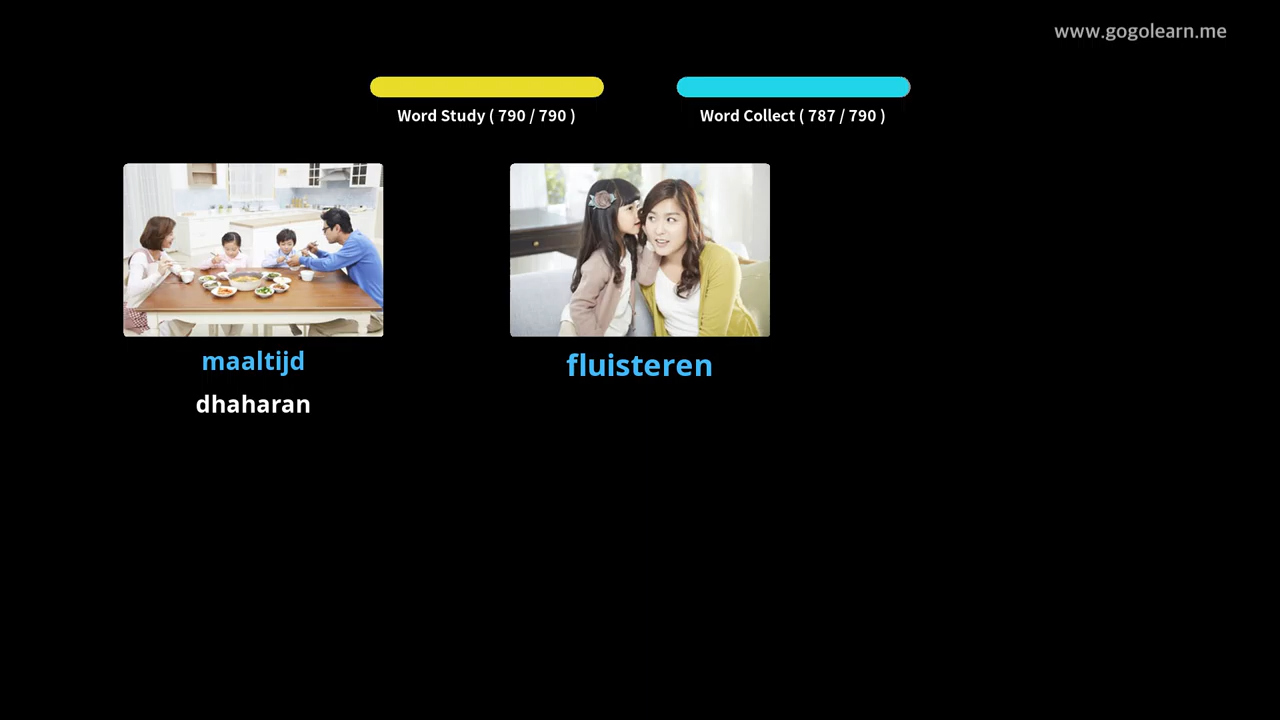 www.gogolearn.me
Word Study ( 790 / 790 )
Word Collect ( 787 / 790 )
maaltijd
fluisteren
dhaharan